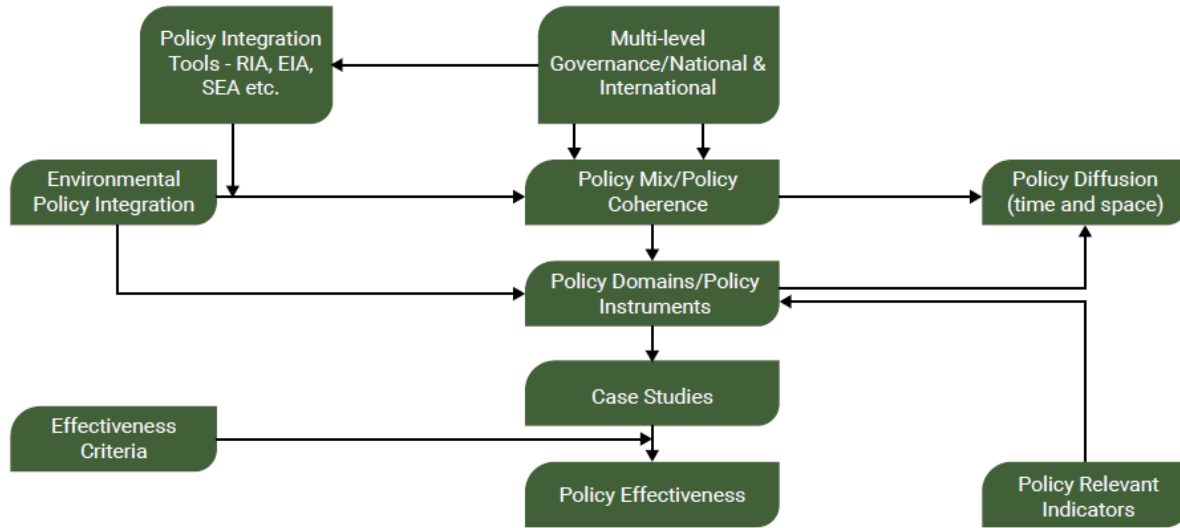 Policy Integration
Tools - RIA, EIA,
SEA etc.
Multi-level
Governance/National &
International
Environmental
Policy Integration
Policy Mix/Policy
Coherence
Policy Diffusion
(time and space)
Policy Domains/Policy
Instruments
Case Studies
Effectiveness
Criteria
Policy Effectiveness
Policy Relevant
Indicators